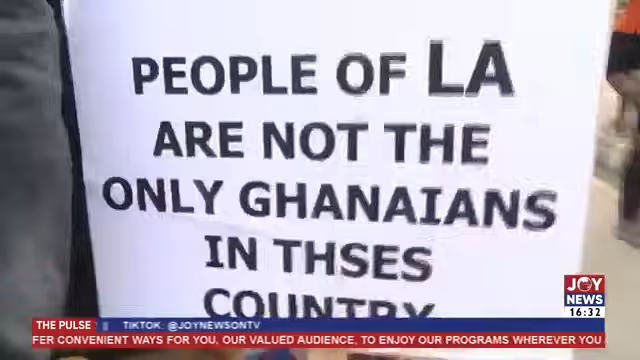 PEOPLE OF LA
ARE NOT THE
ONLY GHANAIANS
IN THSES
COUNTRY
JOY
NEWS
16:32
THE PULSE
TIKTOK: @JOYNEWSONTV
FER CONVENIENT WAYS FOR YOU, OUR VALUED AUDIENCE, TO ENJOY OUR PROGRAMS WHEREVER YOU